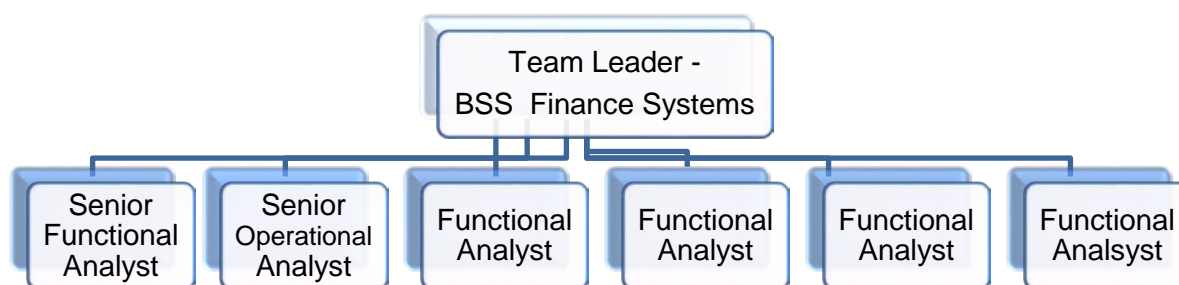 Team Leader -
BSS  Finance Systems
Senior
Functional
Analyst
Senior
Operational
Analyst
Functional
Analyst
Functional
Analyst
Functional
Analyst
Functional
Analsyst